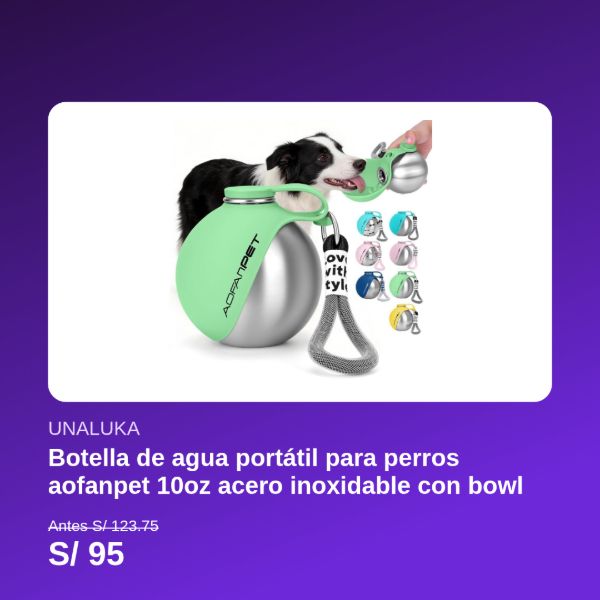 AOFANPET
Love
with
style
UNALUKA
Botella de agua portátil para perros
aofanpet 10oz acero inoxidable con bowl
Antes S/ 123.75
S/ 95